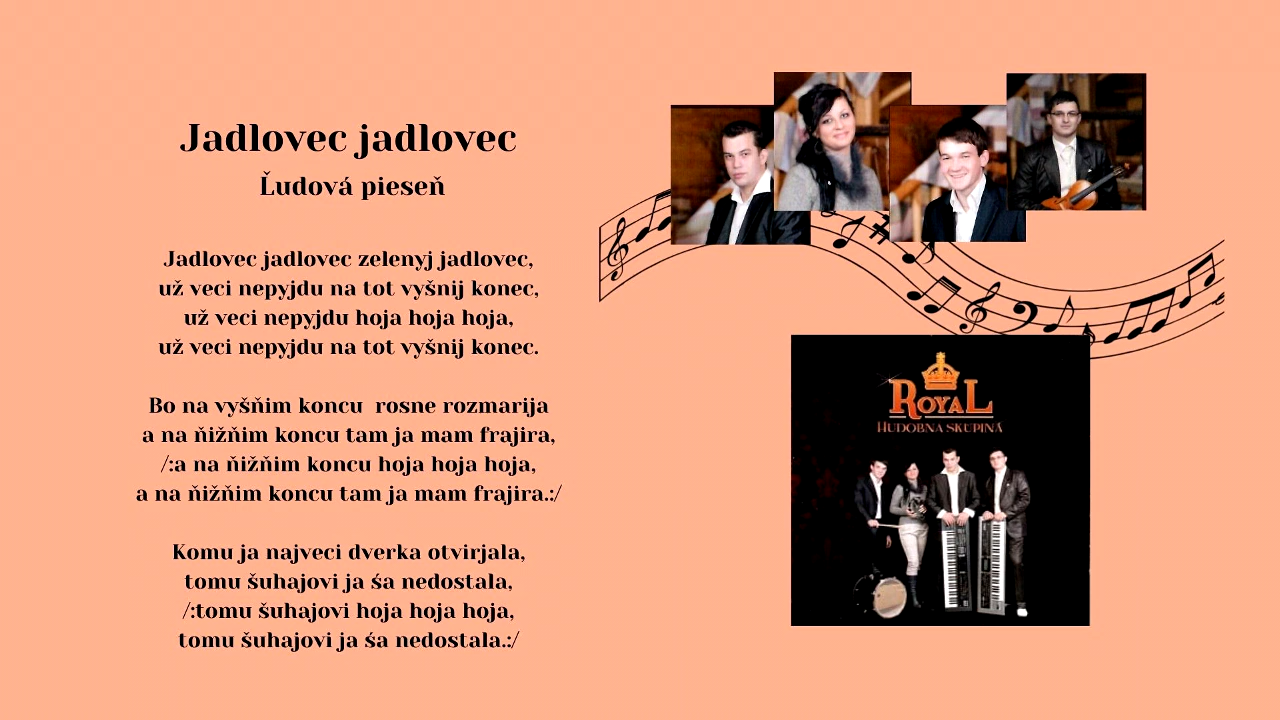 Jadlovec jadlovec
Ľudová pieseň
Jadlovec jadlovec zelenyj jadlovec,
už veci nepyjdu na tot vyšnij konec,
už veci nepyjdu hoja hoja hoja,
už veci nepyjdu na tot vyšnij konec.
Bo na vyšňim koncu rosne rozmarija
a na ňižňim koncu tam ja mam frajira,
/:a na ňižňim koncu hoja hoja hoja,
a na ňižňim koncu tam ja mam frajira.:/
Komu ja najveci dverka otvirjala,
tomu šuhajovi ja śa nedostala,
/:tomu šuhajovi hoja hoja hoja,
tomu šuhajovi ja śa nedostala.:/
ROYAL
HUDOBNA SKUPINA